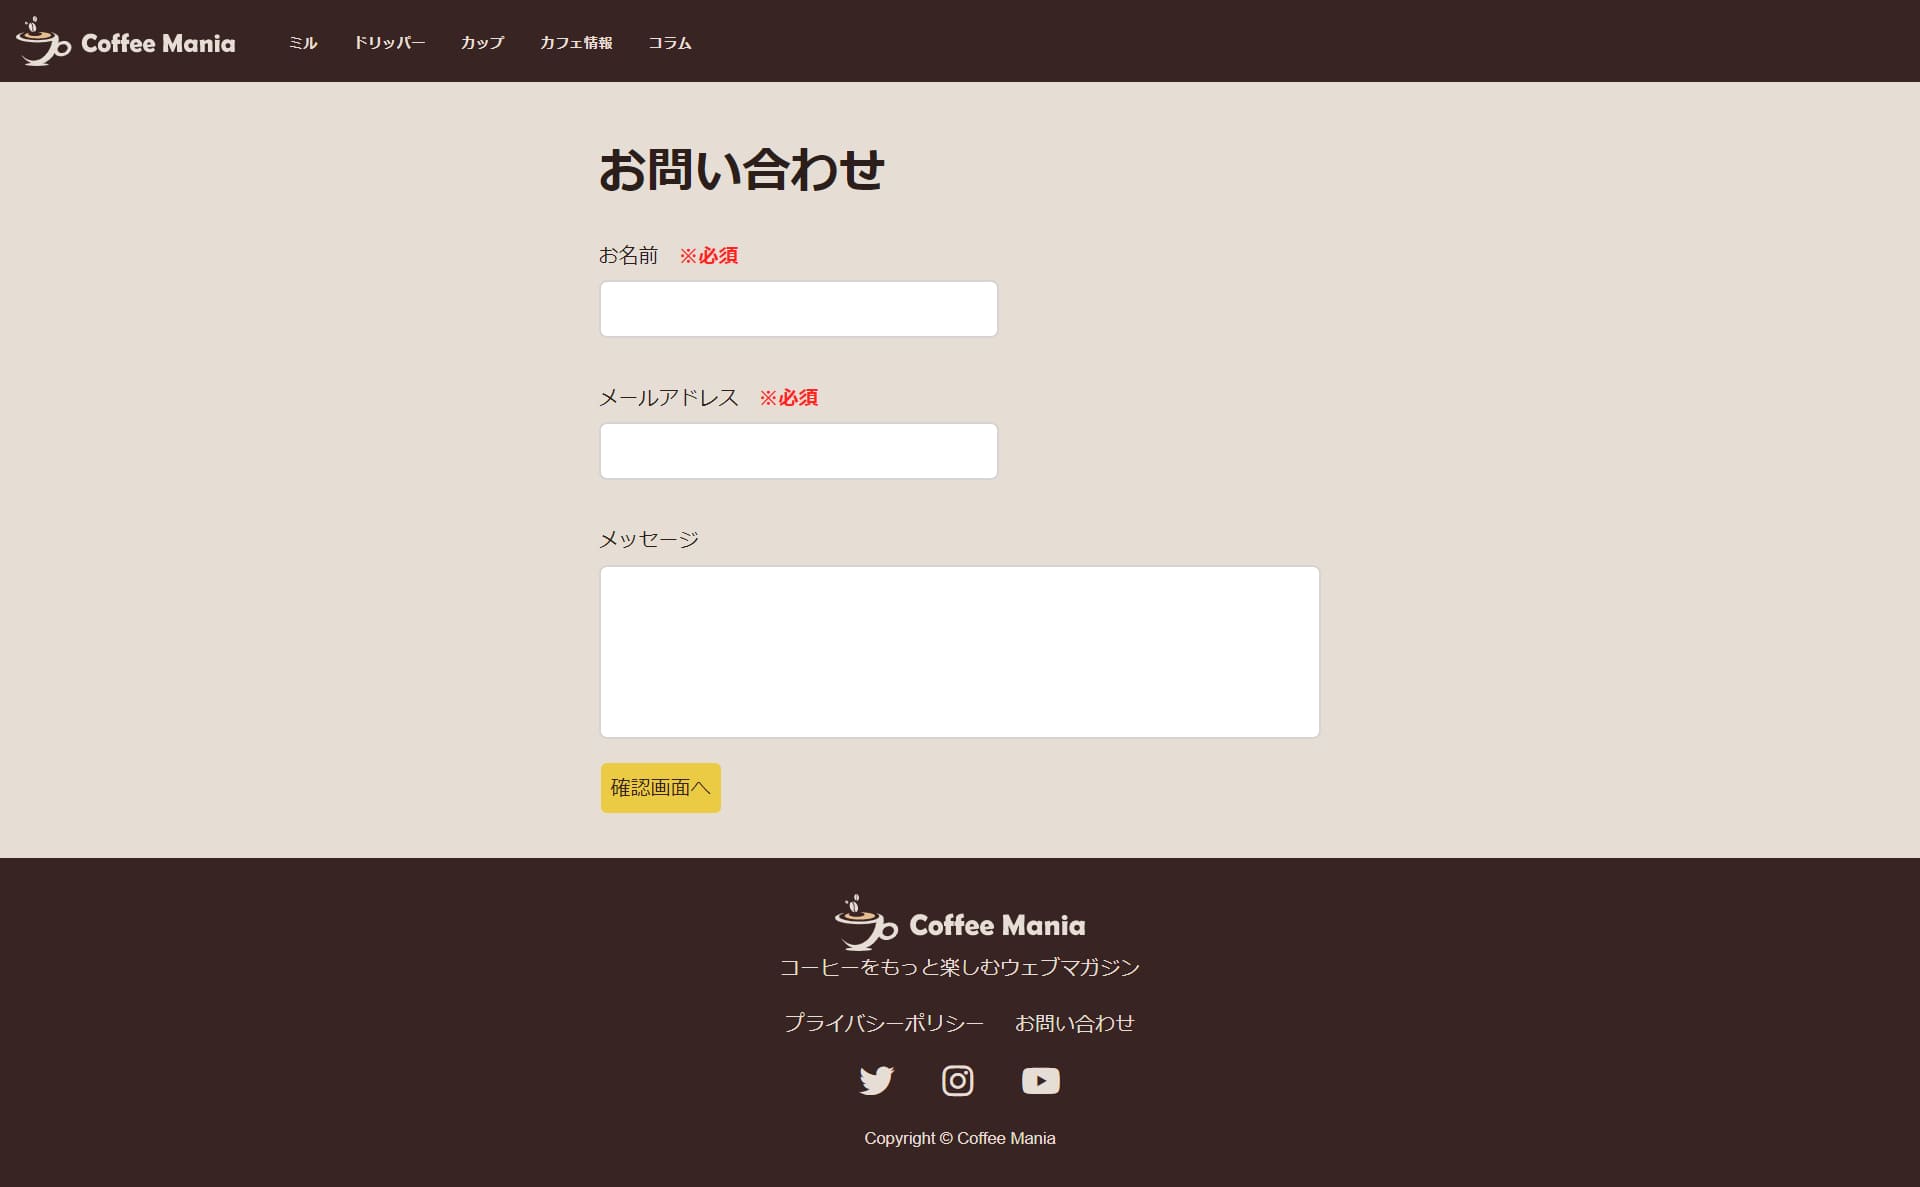 Coffee Mania ミル ドリッパー カップ カフェ情報 コラム
お問い合わせ
お名前 ※必須
メールアドレス ※必須
メッセージ
確認画面へ
Coffee Mania
コーヒーをもっと楽しむウェブマガジン
プライバシーポリシー お問い合わせ
Copyright © Coffee Mania